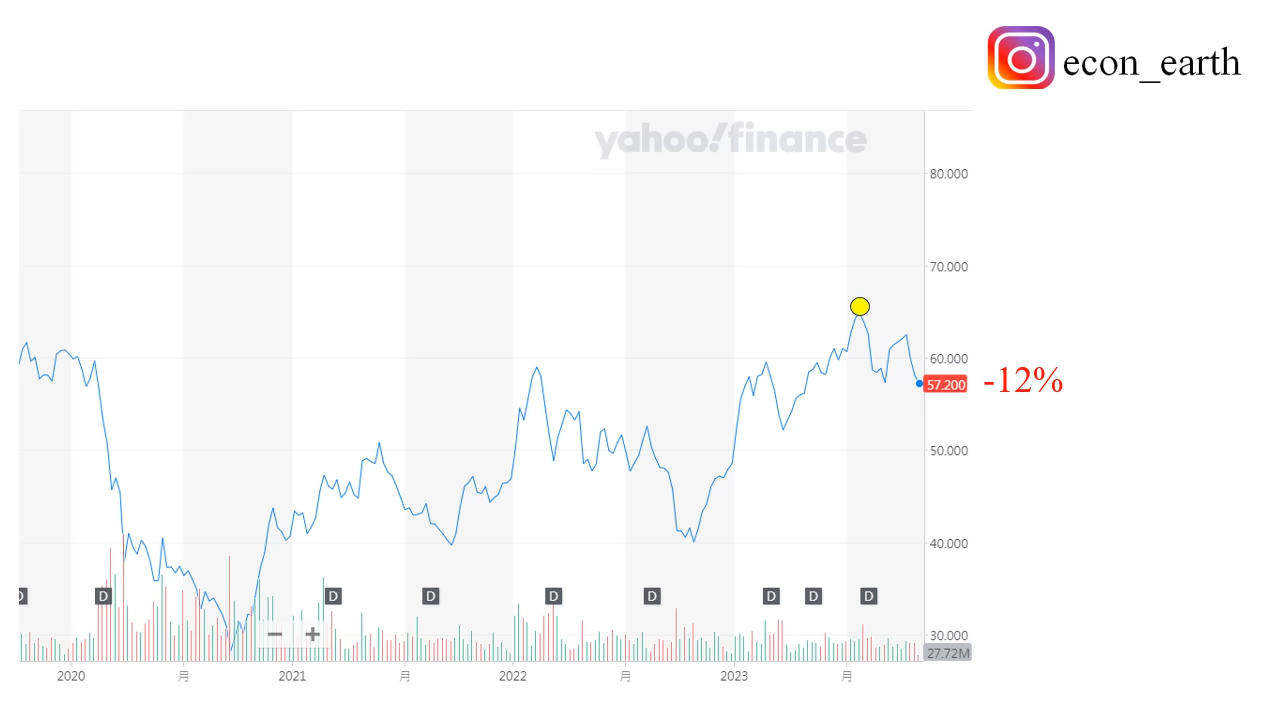 econ_earth
yahoo!finance
80.000
70.000
60.000
57.200
-12%
50.000
40.000
D D D D D D D D
30.000
27.72M
2020 月 2021 月 2022 月 2023 月